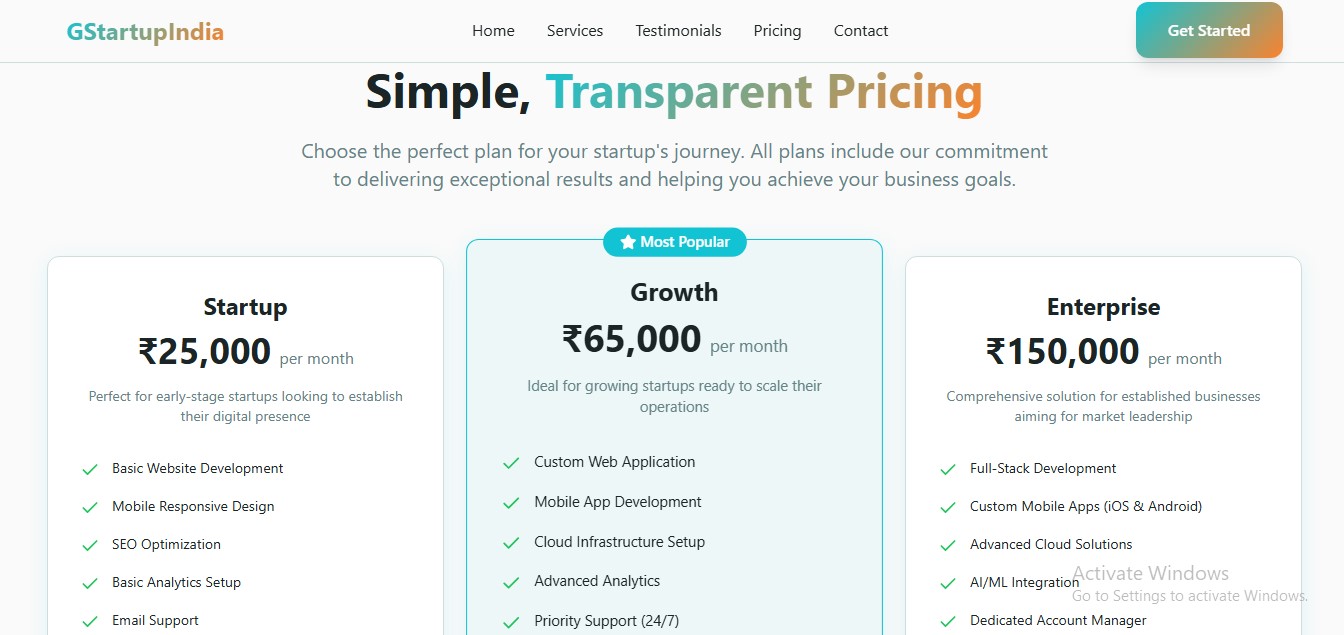 GStartupIndia
Home Services Testimonials Pricing Contact
Get Started
Simple, Transparent Pricing
Choose the perfect plan for your startup's journey. All plans include our commitment
to delivering exceptional results and helping you achieve your business goals.
Startup
₹25,000 per month
Perfect for early-stage startups looking to establish
their digital presence
Basic Website Development
Mobile Responsive Design
SEO Optimization
Basic Analytics Setup
Email Support
Most Popular
Growth
₹65,000 per month
Ideal for growing startups ready to scale their
operations
Custom Web Application
Mobile App Development
Cloud Infrastructure Setup
Advanced Analytics
Priority Support (24/7)
Enterprise
₹150,000 per month
Comprehensive solution for established businesses
aiming for market leadership
Full-Stack Development
Custom Mobile Apps (iOS & Android)
Advanced Cloud Solutions
AI/ML Integration
Dedicated Account Manager
Activate Windows
Go to Settings to activate Windows.